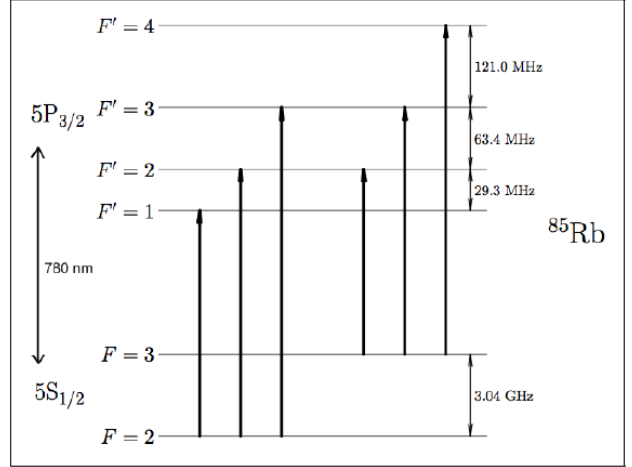 F′ = 4
121.0 MHz
5P3/2
F′ = 3
63.4 MHz
F′ = 2
29.3 MHz
F′ = 1
85Rb
780 nm
F = 3
5S1/2
3.04 GHz
F = 2